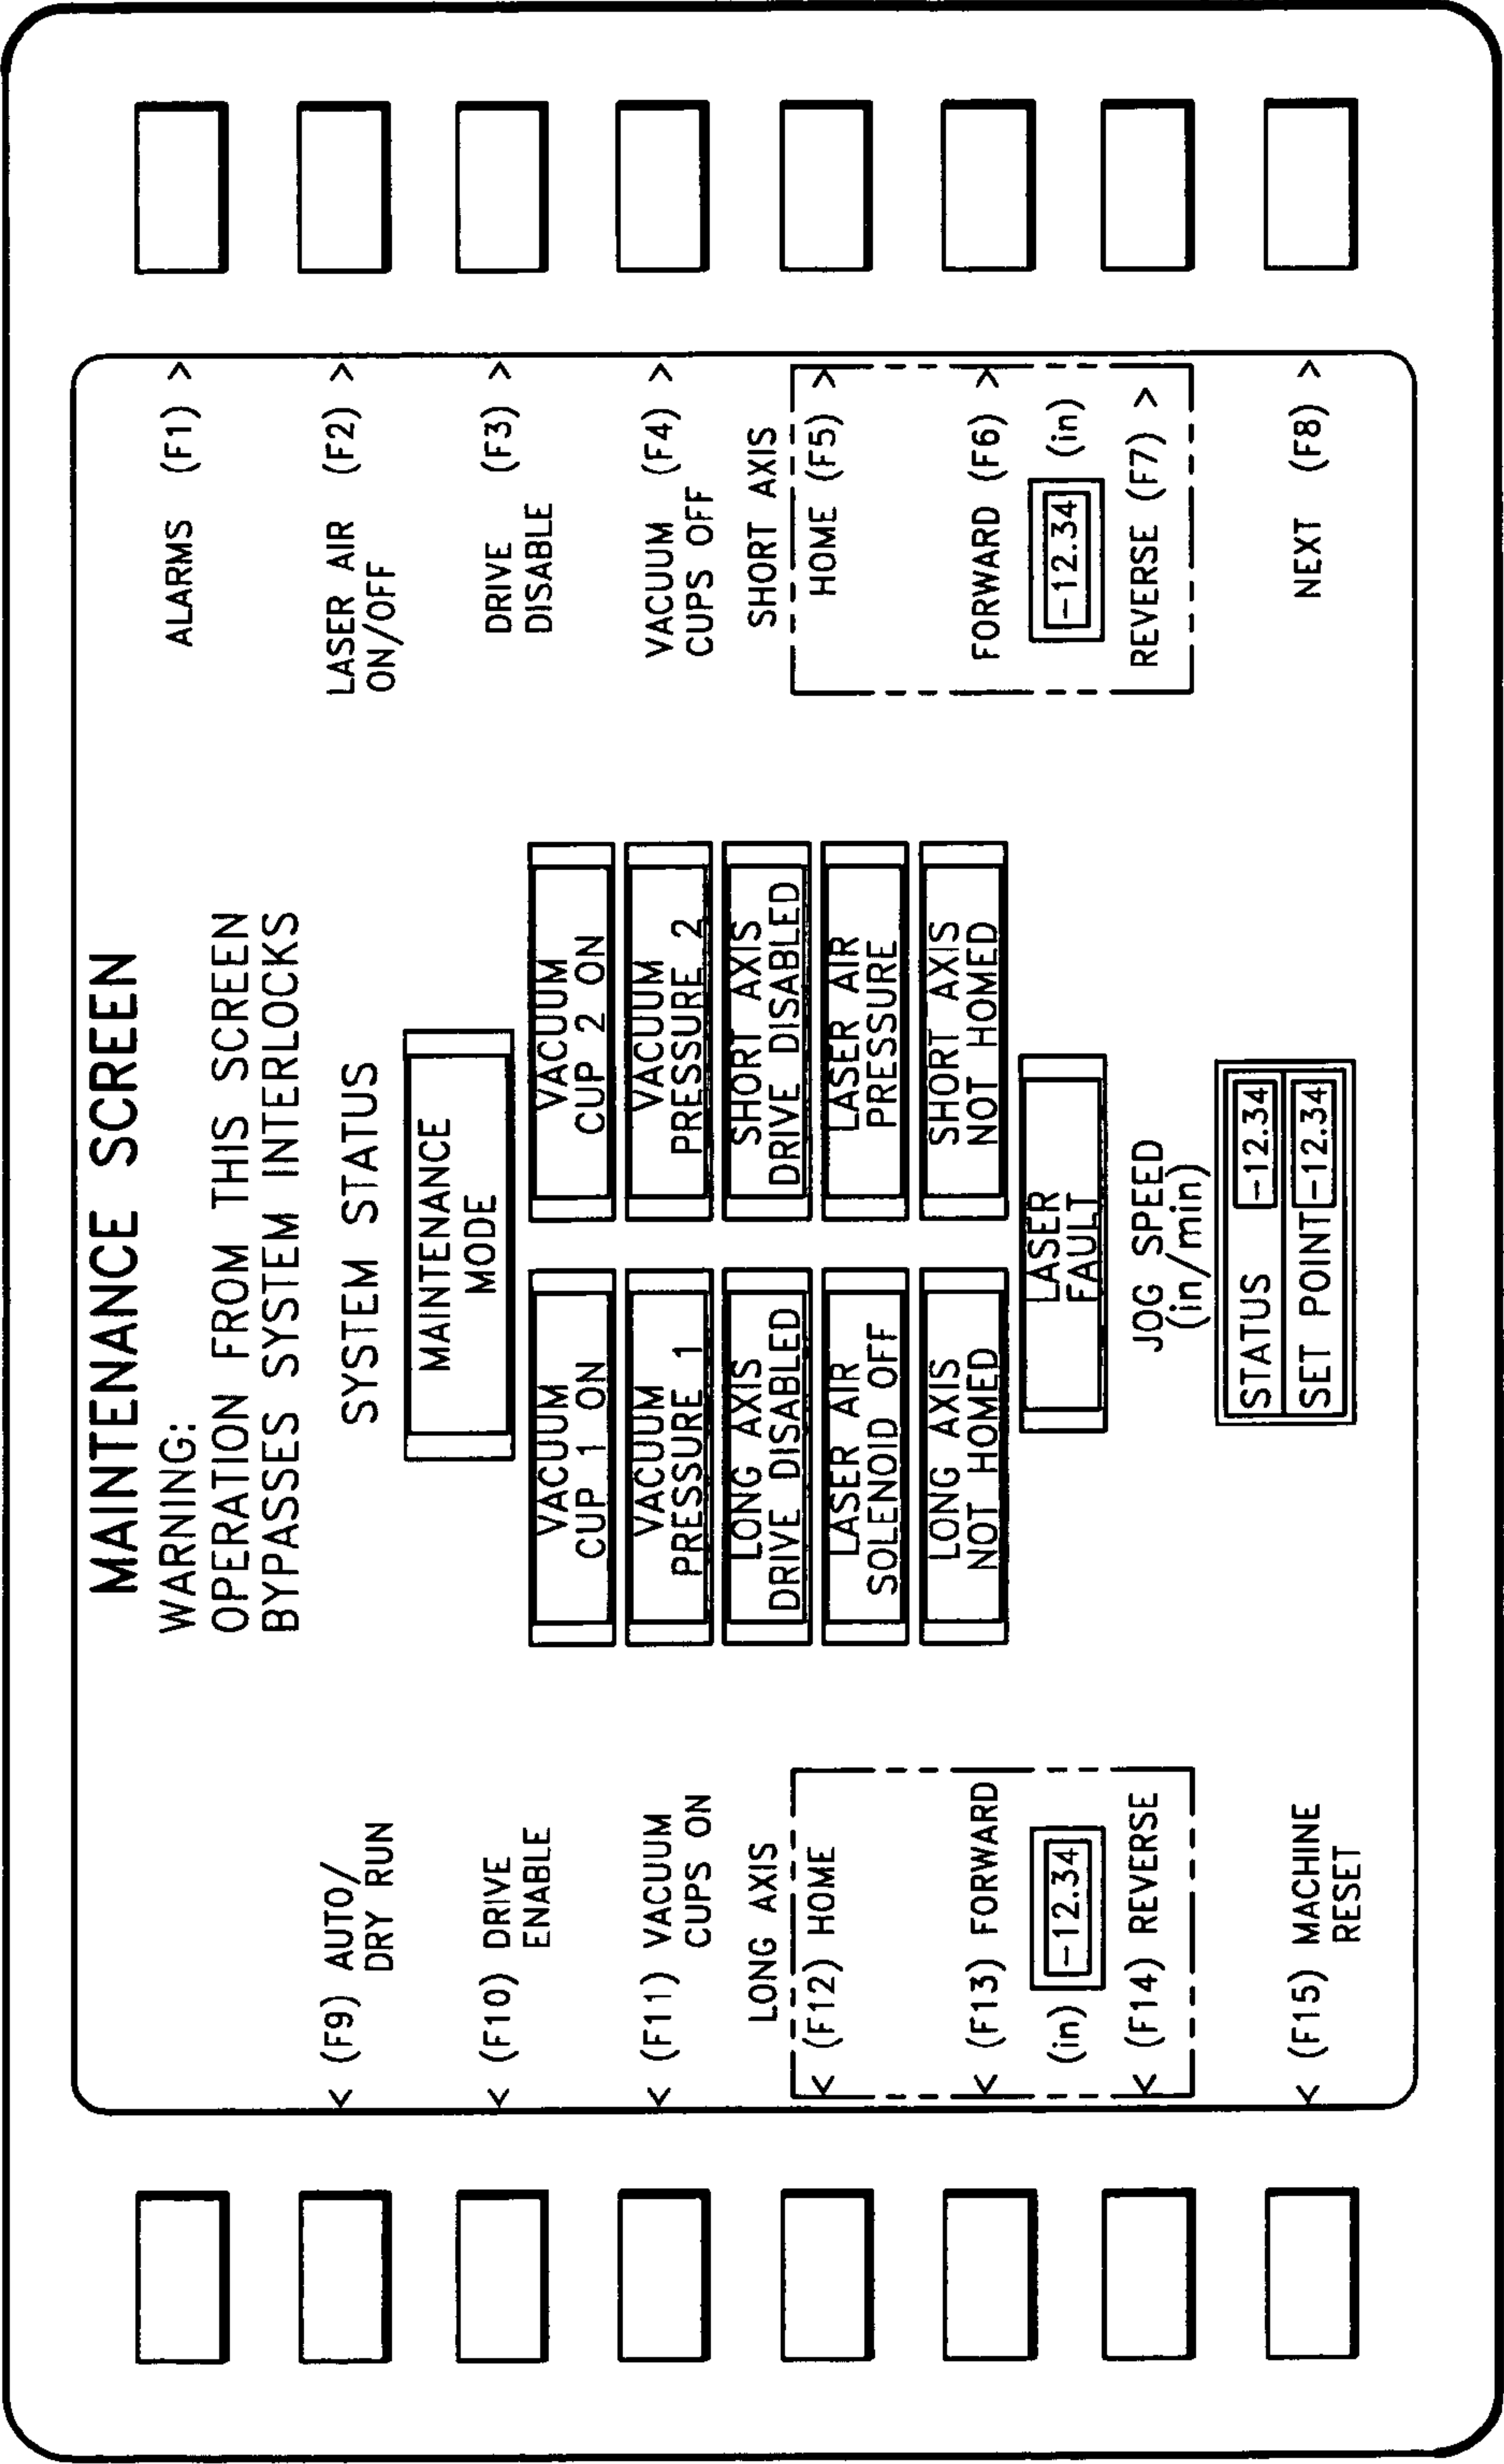 MAINTENANCE SCREEN
WARNING:
OPERATION FROM THIS SCREEN
BYPASSES SYSTEM INTERLOCKS
SYSTEM STATUS
MAINTENANCE
MODE
VACUUM
CUP 1 ON
VACUUM
CUP 2 ON
VACUUM
PRESSURE 1
VACUUM
PRESSURE 2
LONG AXIS
DRIVE DISABLED
SHORT AXIS
DRIVE DISABLED
LASER AIR
SOLENOID OFF
LASER AIR
PRESSURE
LONG AXIS
NOT HOMED
SHORT AXIS
NOT HOMED
LASER
FAULT
JOG SPEED
(in/min)
STATUS -12.34
SET POINT -12.34
< (F9) AUTO/
DRY RUN
< (F10) DRIVE
ENABLE
< (F11) VACUUM
CUPS ON
LONG AXIS
< (F12) HOME
< (F13) FORWARD
(in) -12.34
< (F14) REVERSE
< (F15) MACHINE
RESET
ALARMS (F1) >
LASER AIR (F2) >
ON/OFF
DRIVE (F3) >
DISABLE
VACUUM (F4) >
CUPS OFF
SHORT AXIS
HOME (F5) >
FORWARD (F6) >
-12.34 (in)
REVERSE (F7) >
NEXT (F8) >